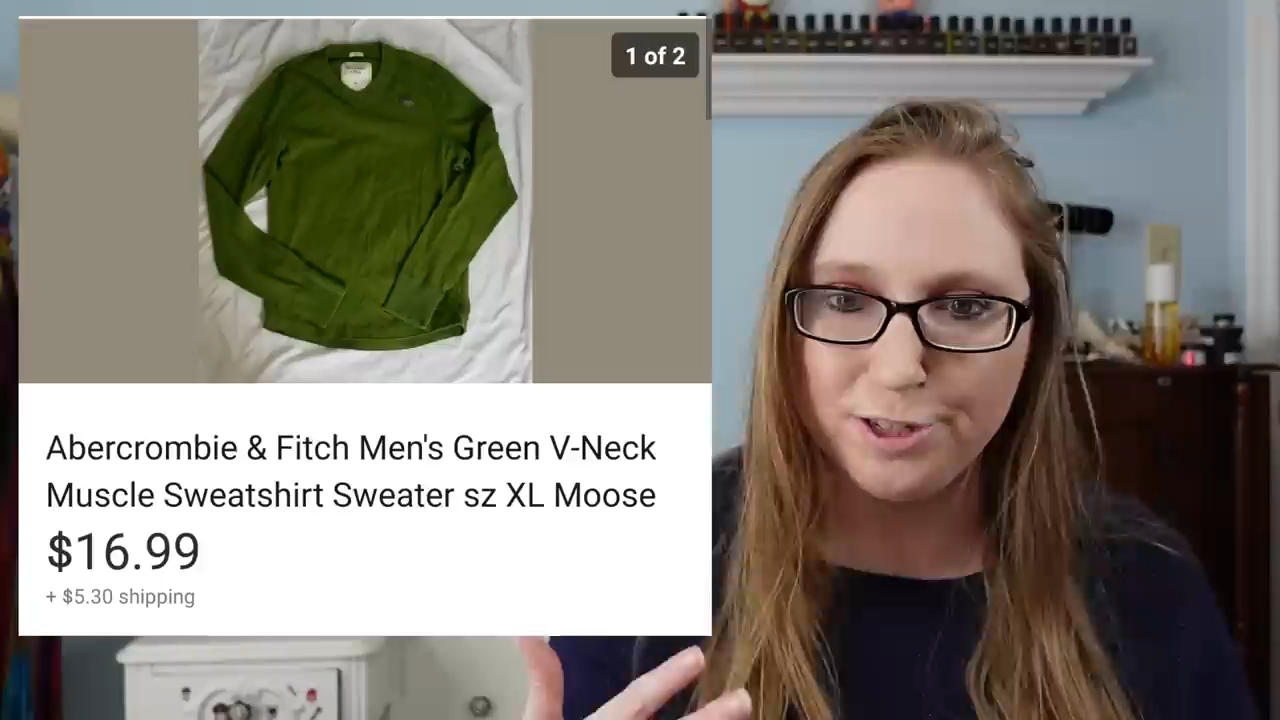 1 of 2
Abercrombie & Fitch Men's Green V-Neck
Muscle Sweatshirt Sweater sz XL Moose
$16.99
+ $5.30 shipping